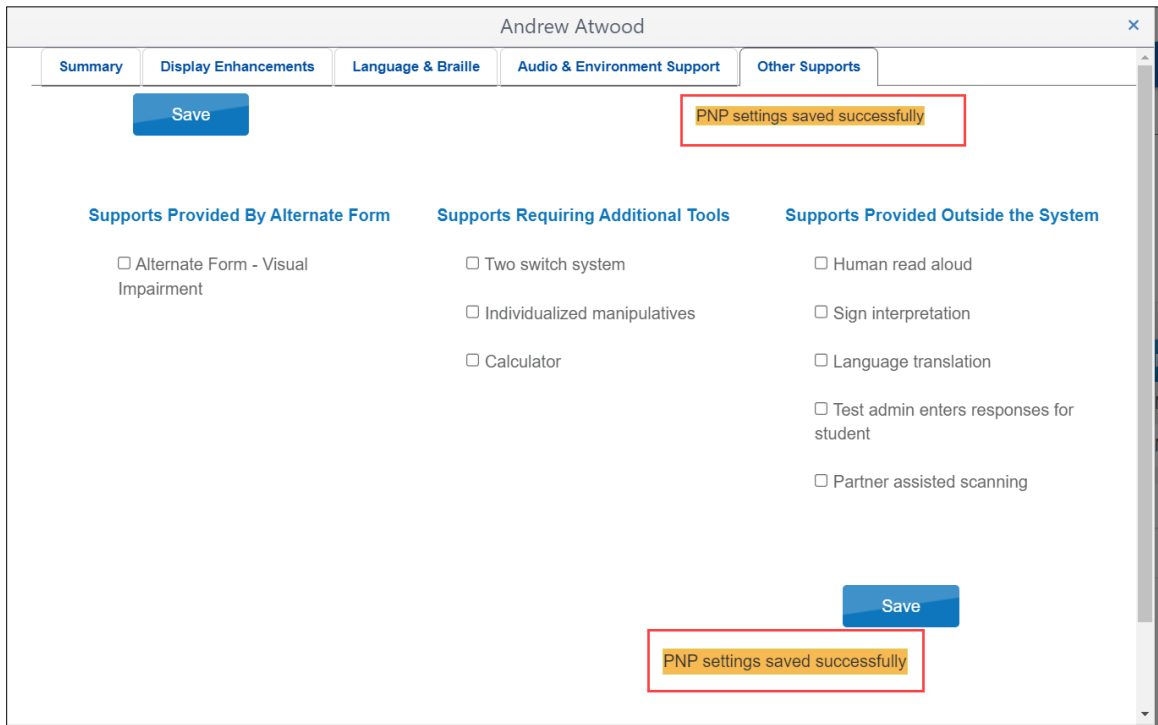 Andrew Atwood ×
Summary Display Enhancements Language & Braille Audio & Environment Support Other Supports
Save PNP settings saved successfully
Supports Provided By Alternate Form
Alternate Form - Visual
Impairment
Supports Requiring Additional Tools
Two switch system
Individualized manipulatives
Calculator
Supports Provided Outside the System
Human read aloud
Sign interpretation
Language translation
Test admin enters responses for
student
Partner assisted scanning
Save
PNP settings saved successfully